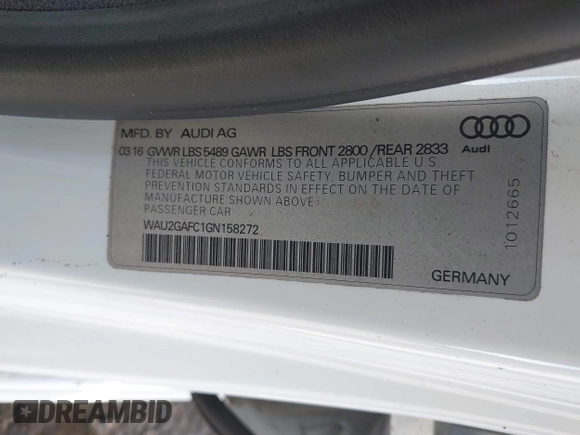 MFD. BY AUDI AG
03 16 GVWR LBS 5489 GAWR LBS FRONT 2800 / REAR 2833
THIS VEHICLE CONFORMS TO ALL APPLICABLE U S
FEDERAL MOTOR VEHICLE SAFETY, BUMPER AND THEFT
PREVENTION STANDARDS IN EFFECT ON THE DATE OF
MANUFACTURE SHOWN ABOVE.
PASSENGER CAR
WAU2GAFC1GN158272
Audi
1012665
GERMANY
DREAMBID